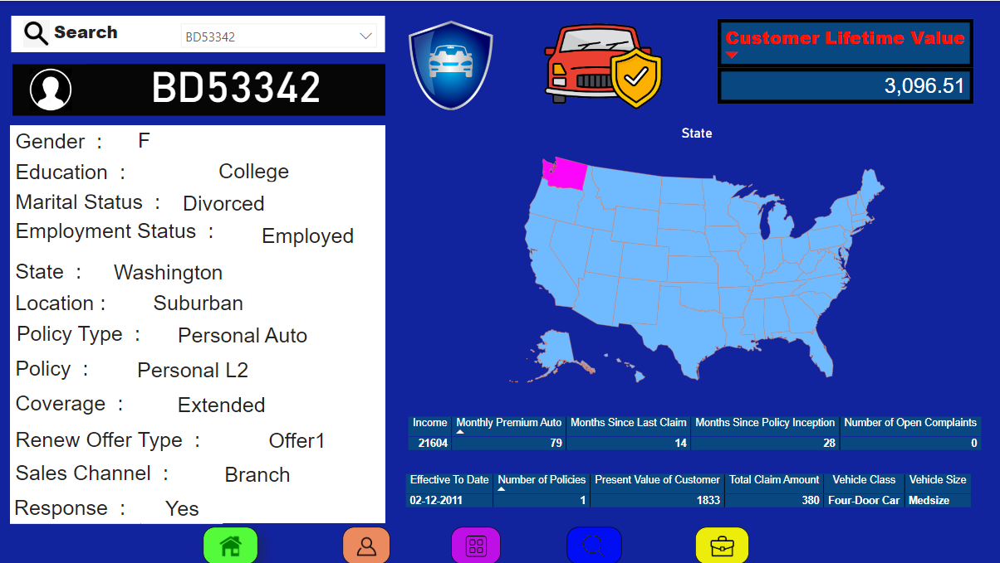 Search
BD53342
BD53342
Customer Lifetime Value
3,096.51
Gender : F
Education : College
Marital Status : Divorced
Employment Status : Employed
State : Washington
Location : Suburban
Policy Type : Personal Auto
Policy : Personal L2
Coverage : Extended
Renew Offer Type : Offer1
Sales Channel : Branch
Response : Yes
State
Income Monthly Premium Auto Months Since Last Claim Months Since Policy Inception Number of Open Complaints
21604 79 14 28 0
Effective To Date Number of Policies Present Value of Customer Total Claim Amount Vehicle Class Vehicle Size
02-12-2011 1 1833 380 Four-Door Car Medsize